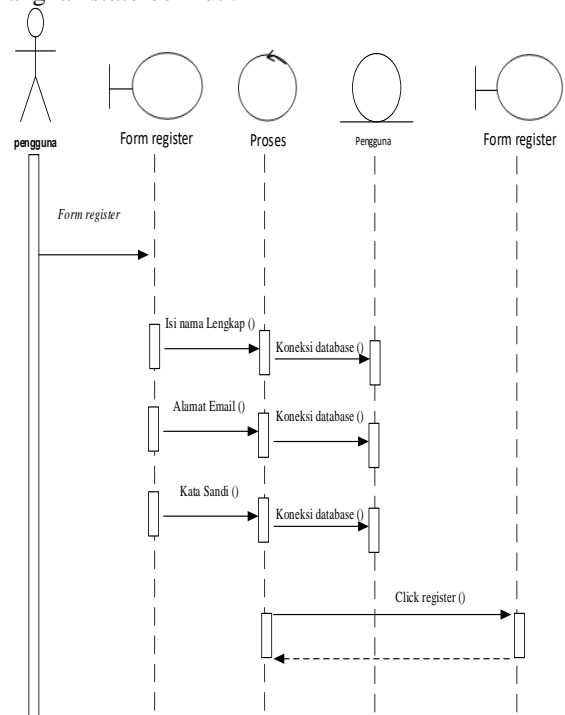 pengguna
Form register
Proses
Pengguna
Form register
Form register
Isi nama Lengkap ()
Koneksi database ()
Alamat Email ()
Koneksi database ()
Kata Sandi ()
Koneksi database ()
Click register ()